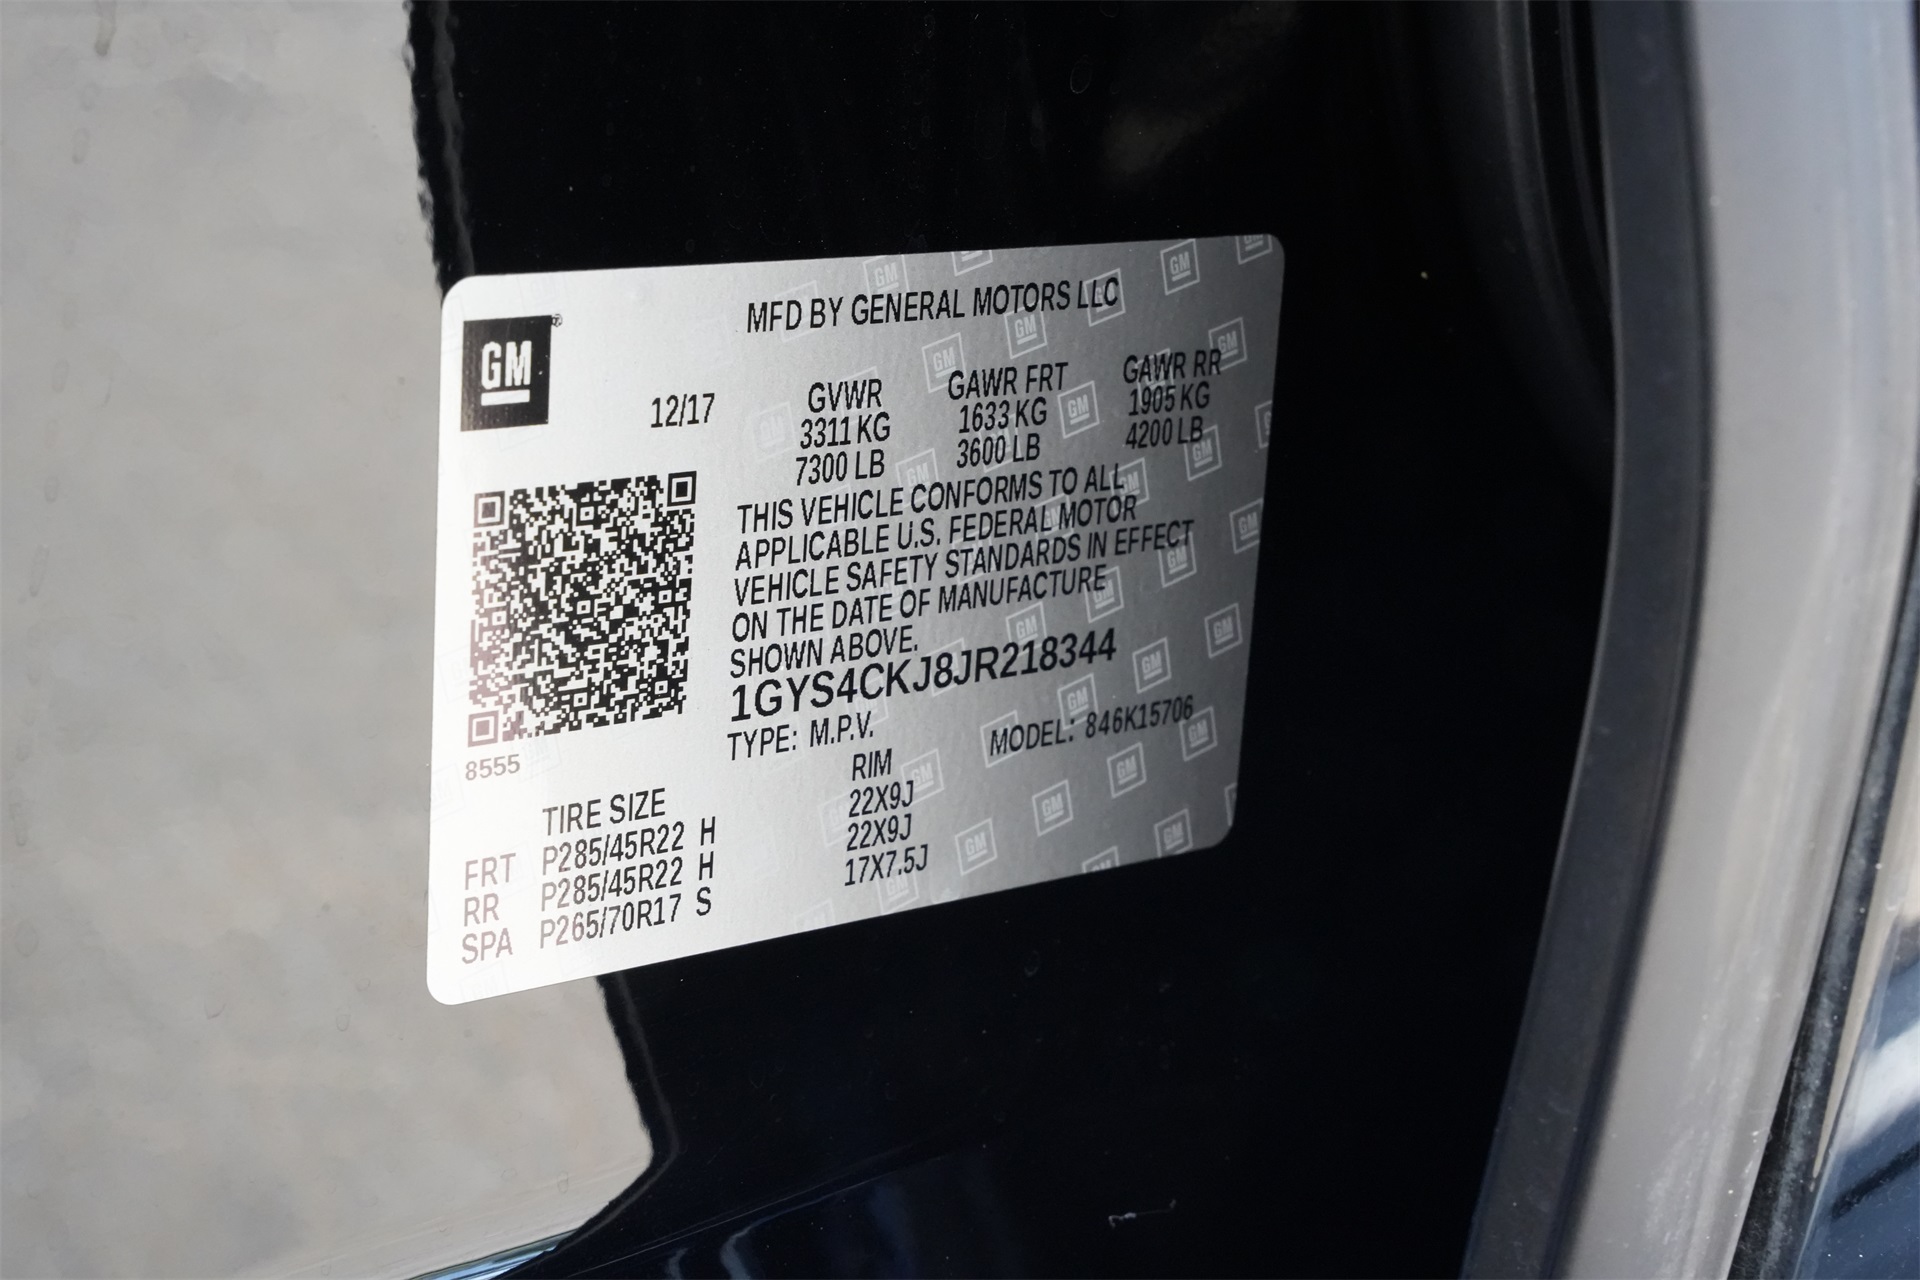 MFD BY GENERAL MOTORS LLC
GM
12/17
GVWR GAWR FRT GAWR RR
3311 KG 1633 KG 1905 KG
7300 LB 3600 LB 4200 LB
THIS VEHICLE CONFORMS TO ALL
APPLICABLE U.S. FEDERAL MOTOR
VEHICLE SAFETY STANDARDS IN EFFECT
ON THE DATE OF MANUFACTURE
SHOWN ABOVE.
1GYS4CKJ8JR218344
TYPE: M.P.V. MODEL: 846K15706
8555
TIRE SIZE RIM
FRT P285/45R22 H 22X9J
RR P285/45R22 H 22X9J
SPA P265/70R17 S 17X7.5J